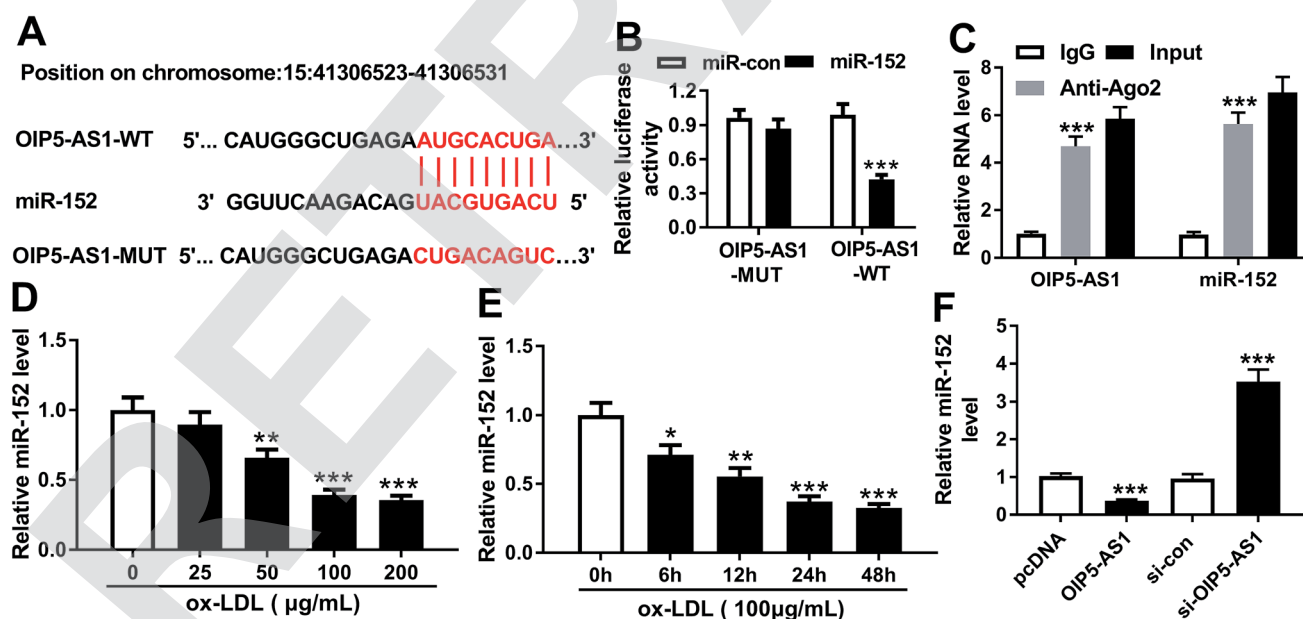 A
Position on chromosome:15:41306523-41306531
OIP5-AS1-WT 5'... CAUGGGCUGAGAAUGCACUGA...3'
miR-152 3' GGUUCAAGACAGUACGUGACU 5'
OIP5-AS1-MUT 5'... CAUGGGCUGAGACUGACAGUC...3'
B
miR-con miR-152
Relative luciferase
activity
1.2
0.9
0.6
0.3
0.0
***
OIP5-AS1
-MUT
OIP5-AS1
-WT
C
IgG Input
Anti-Ago2
Relative RNA level
8
6
4
2
0
***
***
OIP5-AS1 miR-152
D
Relative miR-152 level
1.5
1.0
0.5
0.0
**
***
***
0 25 50 100 200
ox-LDL ( μg/mL)
E
Relative miR-152 level
1.5
1.0
0.5
0.0
*
**
***
***
0h 6h 12h 24h 48h
ox-LDL ( 100μg/mL)
F
Relative miR-152
level
5
4
3
2
1
0
***
***
pcDNA
OIP5-AS1
si-con
si-OIP5-AS1
RETRA